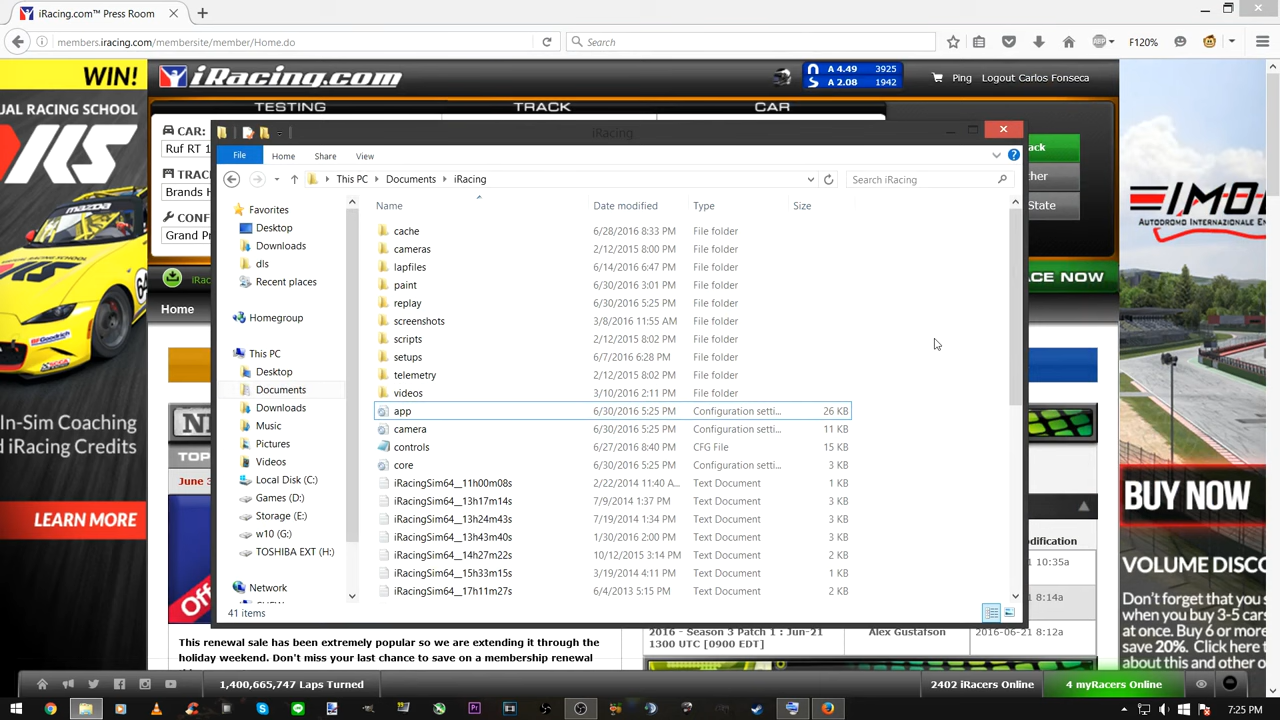 iRacing.com™ Press Room
members.iracing.com/membersite/member/Home.do
Search
F120%
WIN!
UAL RACING SCHOOL
In-Sim Coaching
and iRacing Credits
LEARN MORE
iRacing.com
A 4.49 3925
A 2.08 1942
Ping Logout Carlos Fonseca
TESTING TRACK CAR
CAR:
Ruf RT 1
TRACK
Brands H
CONF
Grand Pr
ack
ther
State
ACE NOW
Home
iRacing
File Home Share View
This PC Documents iRacing
Search iRacing
Favorites
Desktop
Downloads
dls
Recent places
Homegroup
This PC
Desktop
Documents
Downloads
Music
Pictures
Videos
Local Disk (C:)
Games (D:)
Storage (E:)
w10 (G:)
TOSHIBA EXT (H:)
Network
Name Date modified Type Size
cache 6/28/2016 8:33 PM File folder
cameras 2/12/2015 8:00 PM File folder
lapfiles 6/14/2016 6:47 PM File folder
paint 6/30/2016 3:01 PM File folder
replay 6/30/2016 5:25 PM File folder
screenshots 3/8/2016 11:55 AM File folder
scripts 2/12/2015 8:02 PM File folder
setups 6/7/2016 6:28 PM File folder
telemetry 2/12/2015 8:02 PM File folder
videos 3/10/2016 2:11 PM File folder
app 6/30/2016 5:25 PM Configuration setti... 26 KB
camera 6/30/2016 5:25 PM Configuration setti... 11 KB
controls 6/27/2016 8:40 PM CFG File 15 KB
core 6/30/2016 5:25 PM Configuration setti... 3 KB
iRacingSim64__11h00m08s 2/22/2014 11:40 A... Text Document 1 KB
iRacingSim64__13h17m14s 7/9/2014 1:37 PM Text Document 3 KB
iRacingSim64__13h24m43s 7/19/2014 1:34 PM Text Document 3 KB
iRacingSim64__13h43m40s 1/30/2016 2:00 PM Text Document 3 KB
iRacingSim64__14h27m22s 10/12/2015 3:14 PM Text Document 2 KB
iRacingSim64__15h33m15s 3/19/2014 4:11 PM Text Document 3 KB
iRacingSim64__17h11m27s 6/4/2013 5:15 PM Text Document 2 KB
41 items
TOP
June 3
Off
odification
10:35a
8:14a
This renewal sale has been extremely popular so we are extending it through the
holiday weekend. Don't miss your last chance to save on a membership renewal
2016 - Season 3 Patch 1 : Jun-21
1300 UTC [0900 EDT]
Alex Gustafson
2016-06-21 8:12a
IMO
AUTODROMO INTERNAZIONALE E
BUY NOW
VOLUME DISC
Don't forget that you s
when you buy 3-5 cars
at once. Buy 6 or more
save 20%. Click here t
about this and other o
1,400,665,747 Laps Turned
2402 iRacers Online
4 myRacers Online
7:25 PM